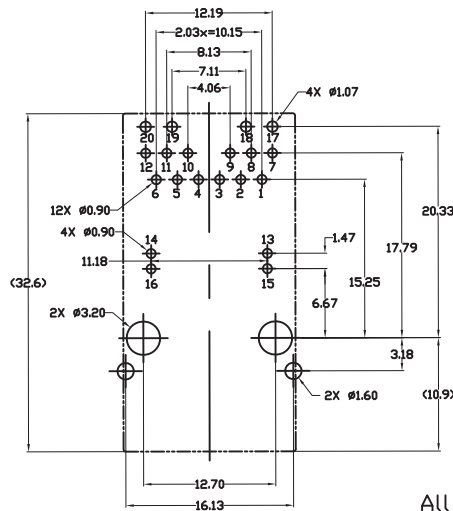 12.19
2.03×=10.15
8.13
7.11
4.06
4X Ø1.07
20 19 18 17
12 11 10 9 8 7
12X Ø0.90
6 5 4 3 2 1
4X Ø0.90
14 13
1.47
11.18
16 15
6.67
15.25
17.79
20.33
(32.6)
2X Ø3.20
3.18
2X Ø1.60
(10.9)
12.70
16.13
All